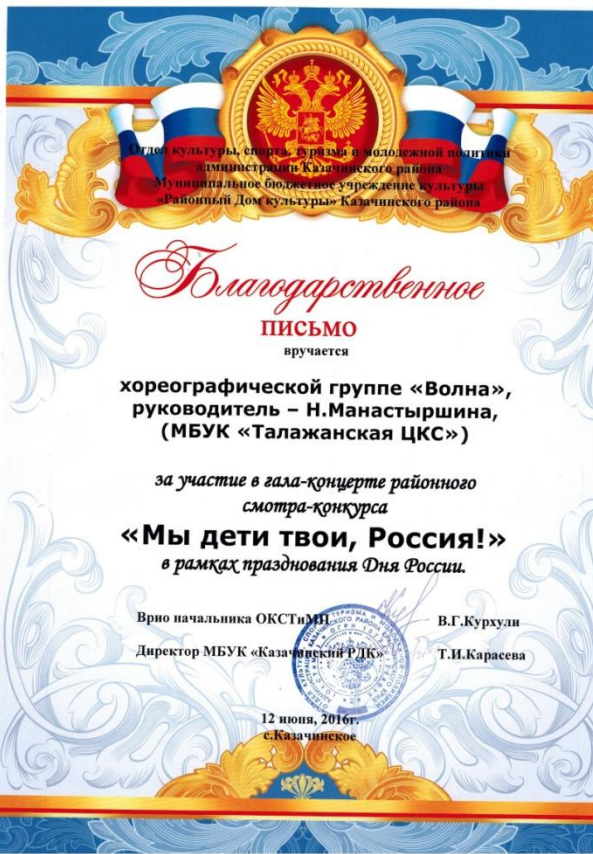 Отдел культуры, спорта, туризма и молодежной политики
администрации Казачинского района
Муниципальное бюджетное учреждение культуры
«Районный Дом культуры» Казачинского района
Благодарственное
ПИСЬМО
вручается
хореографической группе «Волна»,
руководитель – Н.Манастыршина,
(МБУК «Талажанская ЦКС»)
за участие в гала-концерте районного
смотра-конкурса
«Мы дети твои, Россия!»
в рамках празднования Дня России.
Врио начальника ОКСТиМП В.Г.Курхули
Директор МБУК «Казачинский РДК» Т.И.Карасева
12 июня, 2016г.
с.Казачинское